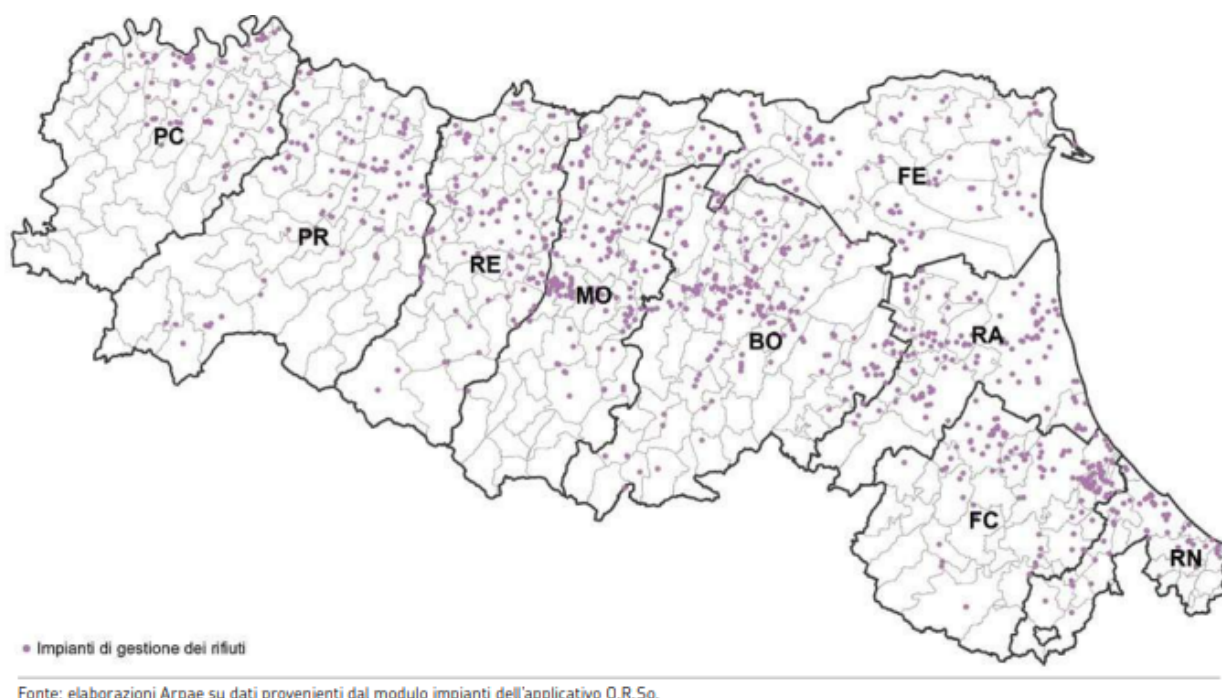 PC
PR
RE
MO
BO
FE
RA
FC
RN
Impianti di gestione dei rifiuti
Fonte: elaborazioni Arpae su dati provenienti dal modulo impianti dell'applicativo O.R.So.